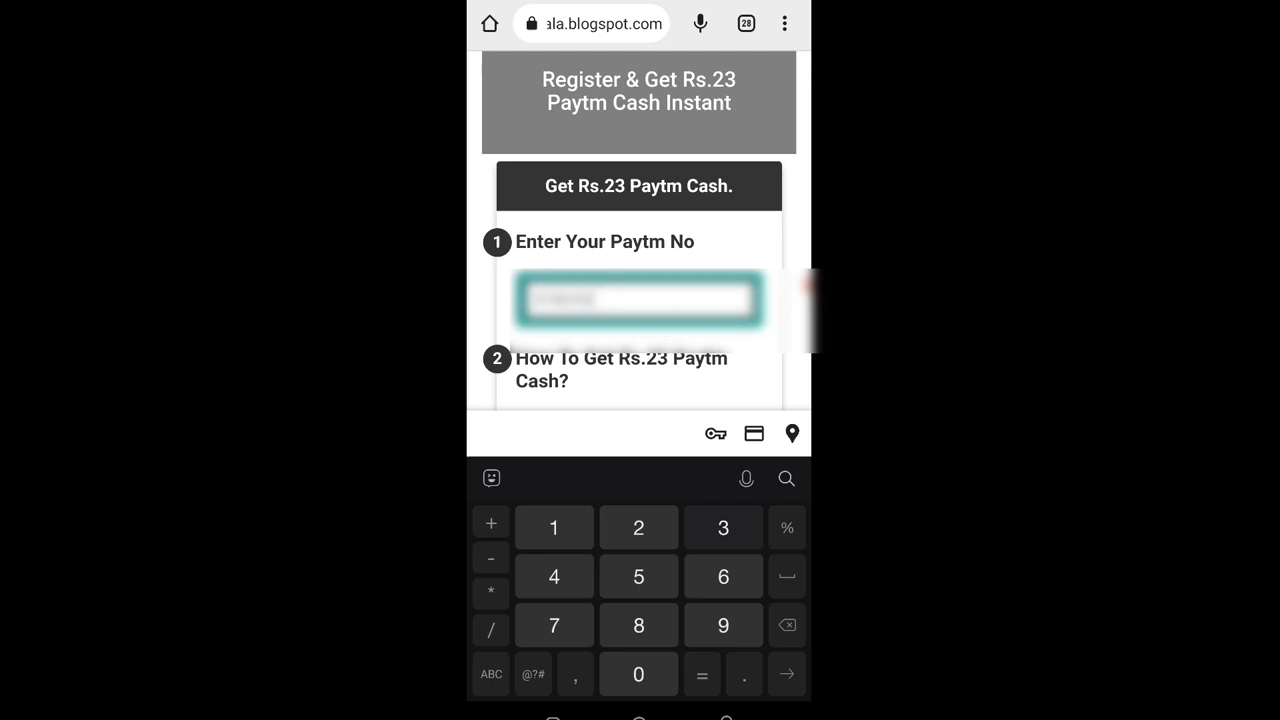 ala.blogspot.com
28
Register & Get Rs.23
Paytm Cash Instant
Get Rs.23 Paytm Cash.
1 Enter Your Paytm No
2 How To Get Rs.23 Paytm
Cash?
+ 1 2 3 %
- 4 5 6
*
/ 7 8 9
ABC @?# , 0 = .